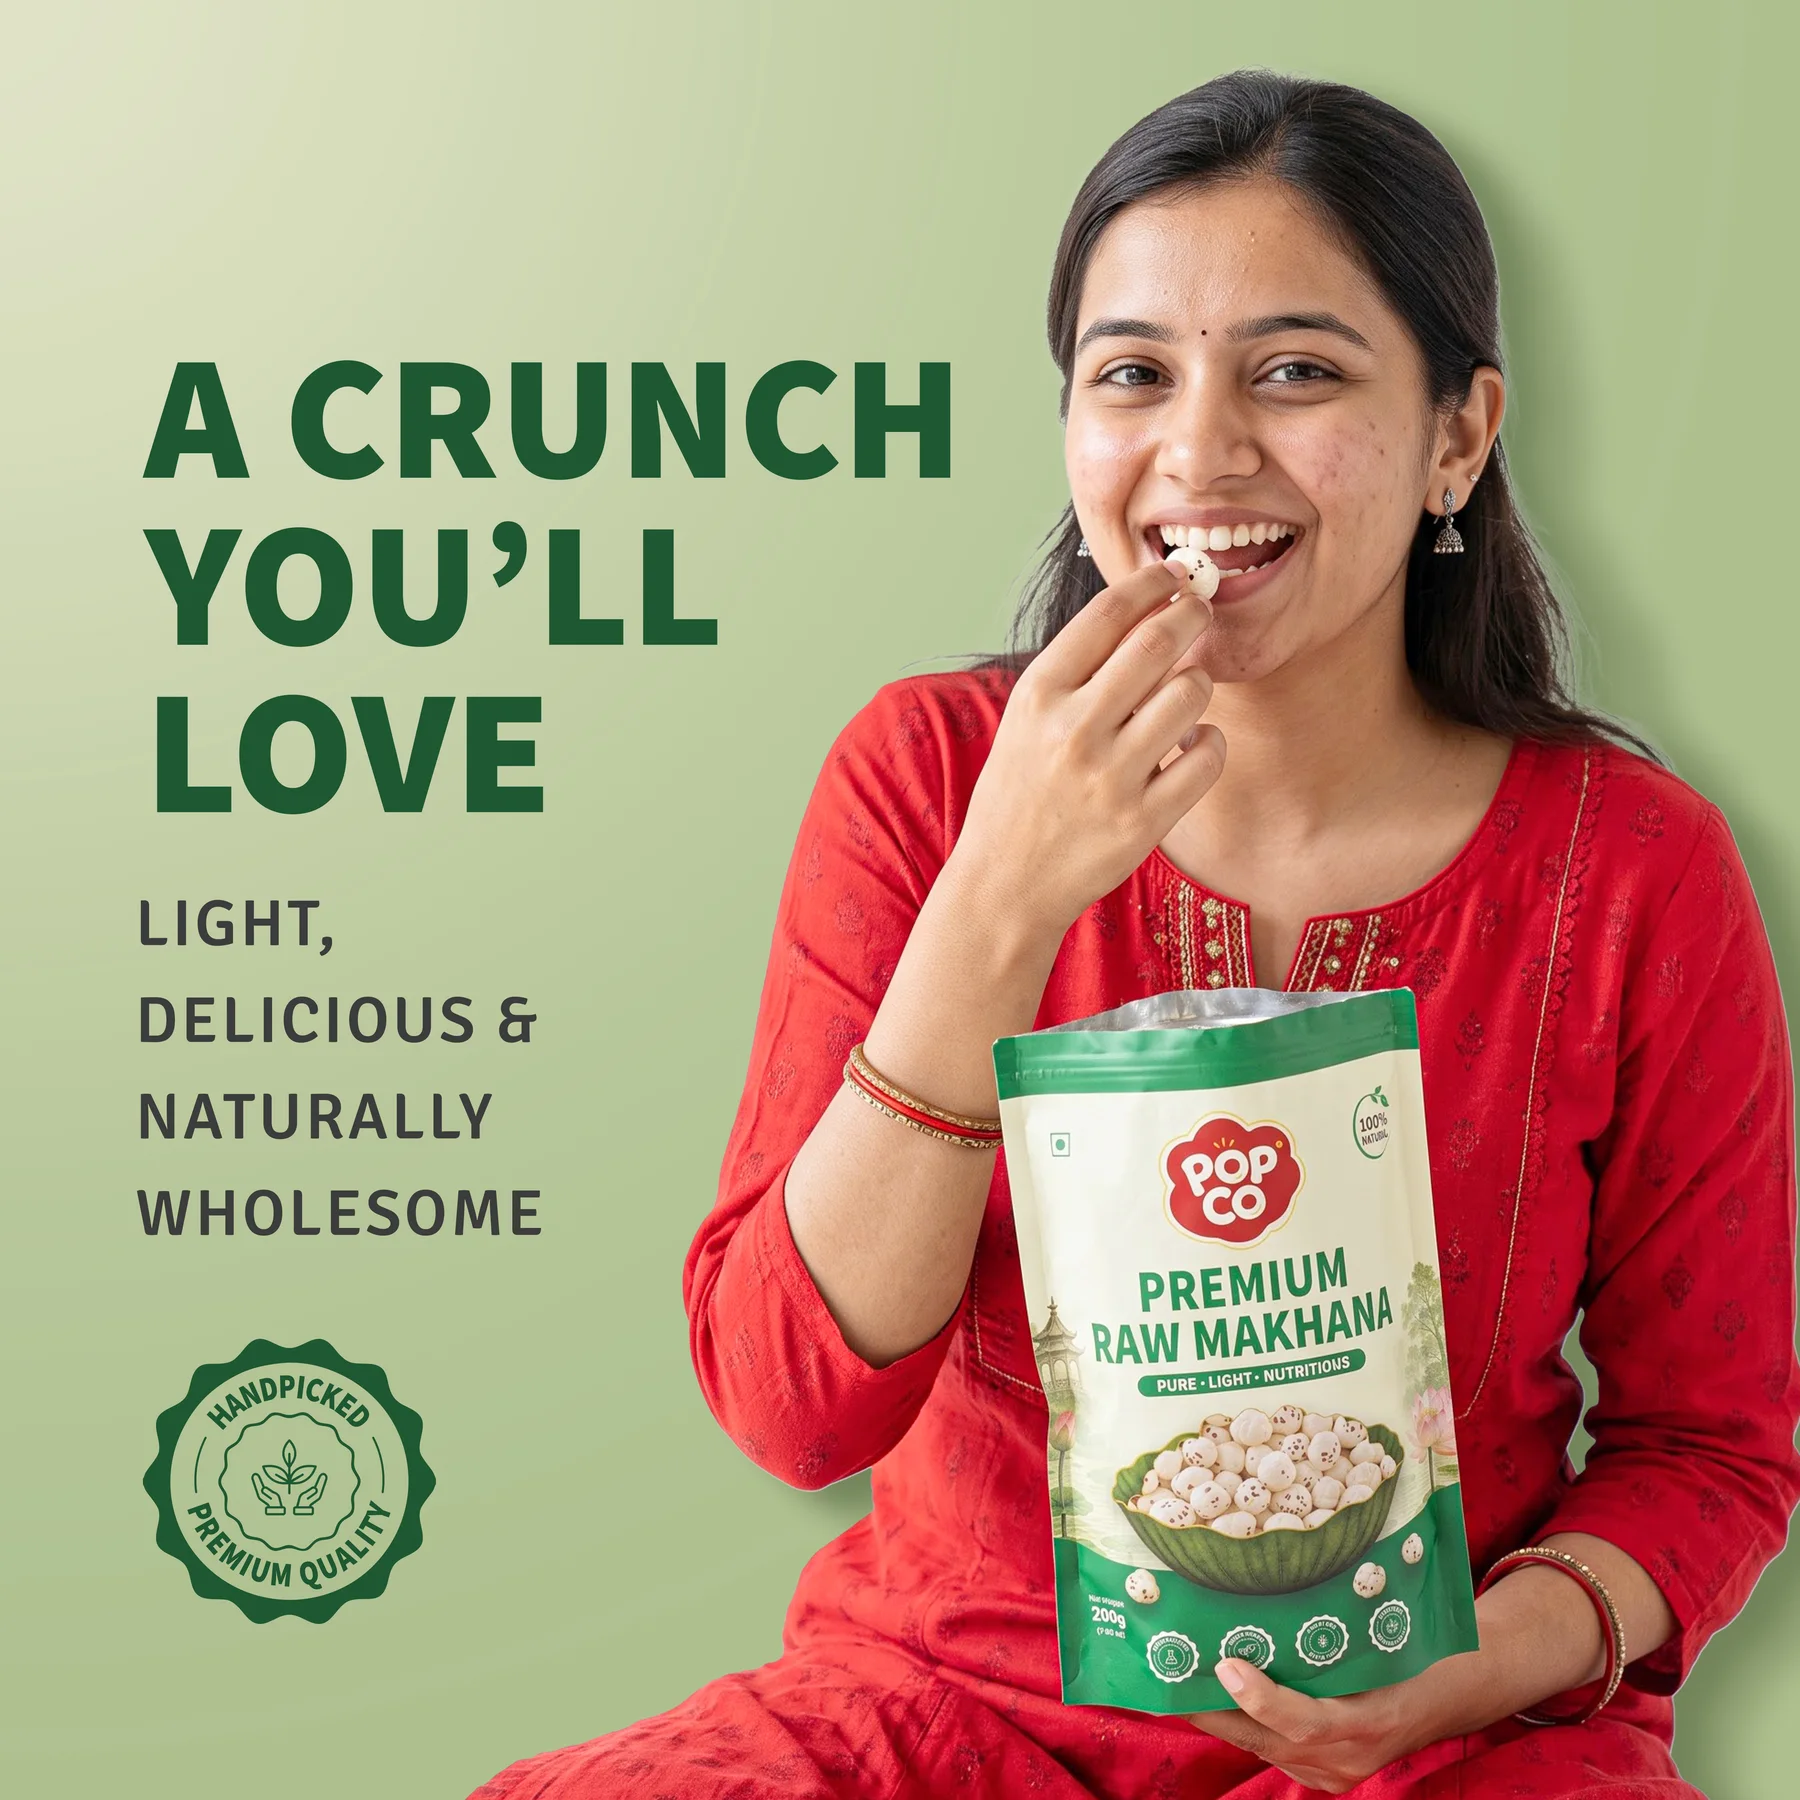 A CRUNCH
YOU’LL
LOVE
LIGHT,
DELICIOUS &
NATURALLY
WHOLESOME
HANDPICKED
PREMIUM QUALITY
100%
NATURAL
POP
CO
PREMIUM
RAW MAKHANA
PURE • LIGHT • NUTRITIONS
200g